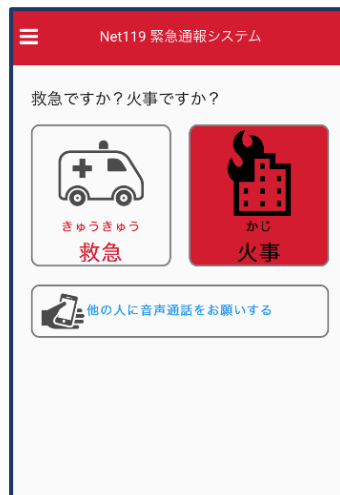 Net119 緊急通報システム
救急ですか？火事ですか？
きゅうきゅう
救急
かじ
火事
他の人に音声通話をお願いする